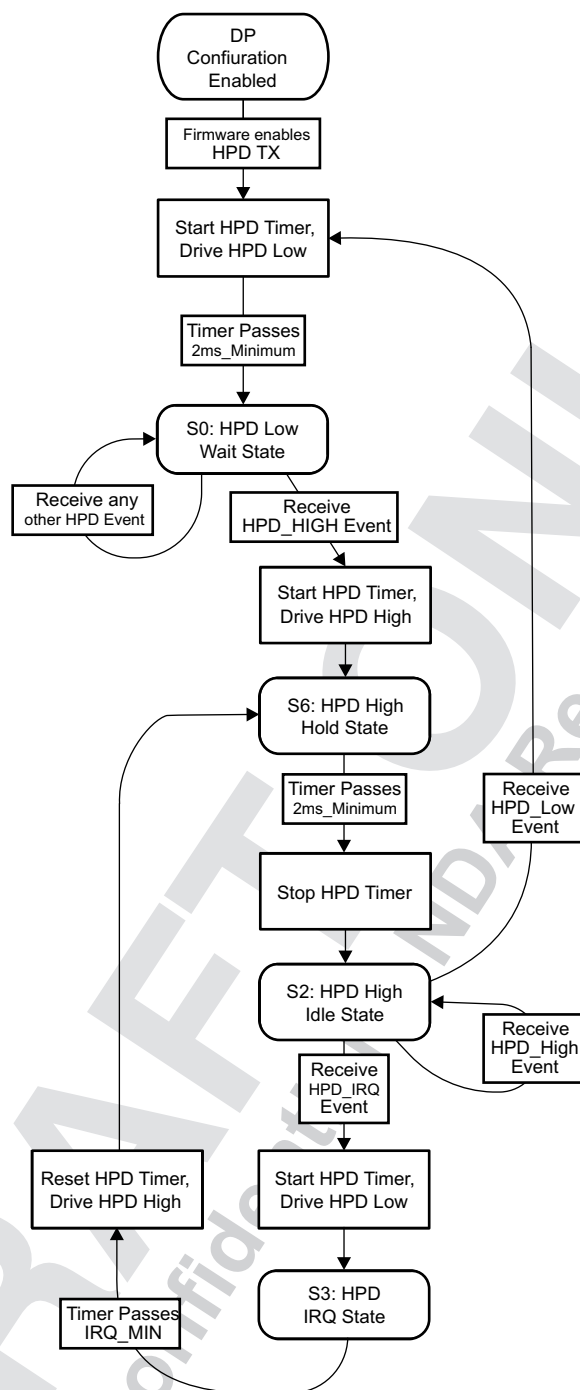 DP
Confiuration
Enabled
Firmware enables
HPD TX
Start HPD Timer,
Drive HPD Low
Timer Passes
2ms_Minimum
S0: HPD Low
Wait State
Receive any
other HPD Event
Receive
HPD_HIGH Event
Start HPD Timer,
Drive HPD High
S6: HPD High
Hold State
Timer Passes
2ms_Minimum
Receive
HPD_Low
Event
Stop HPD Timer
S2: HPD High
Idle State
Receive
HPD_High
Event
Receive
HPD_IRQ
Event
Reset HPD Timer,
Drive HPD High
Start HPD Timer,
Drive HPD Low
S3: HPD
IRQ State
Timer Passes
IRQ_MIN